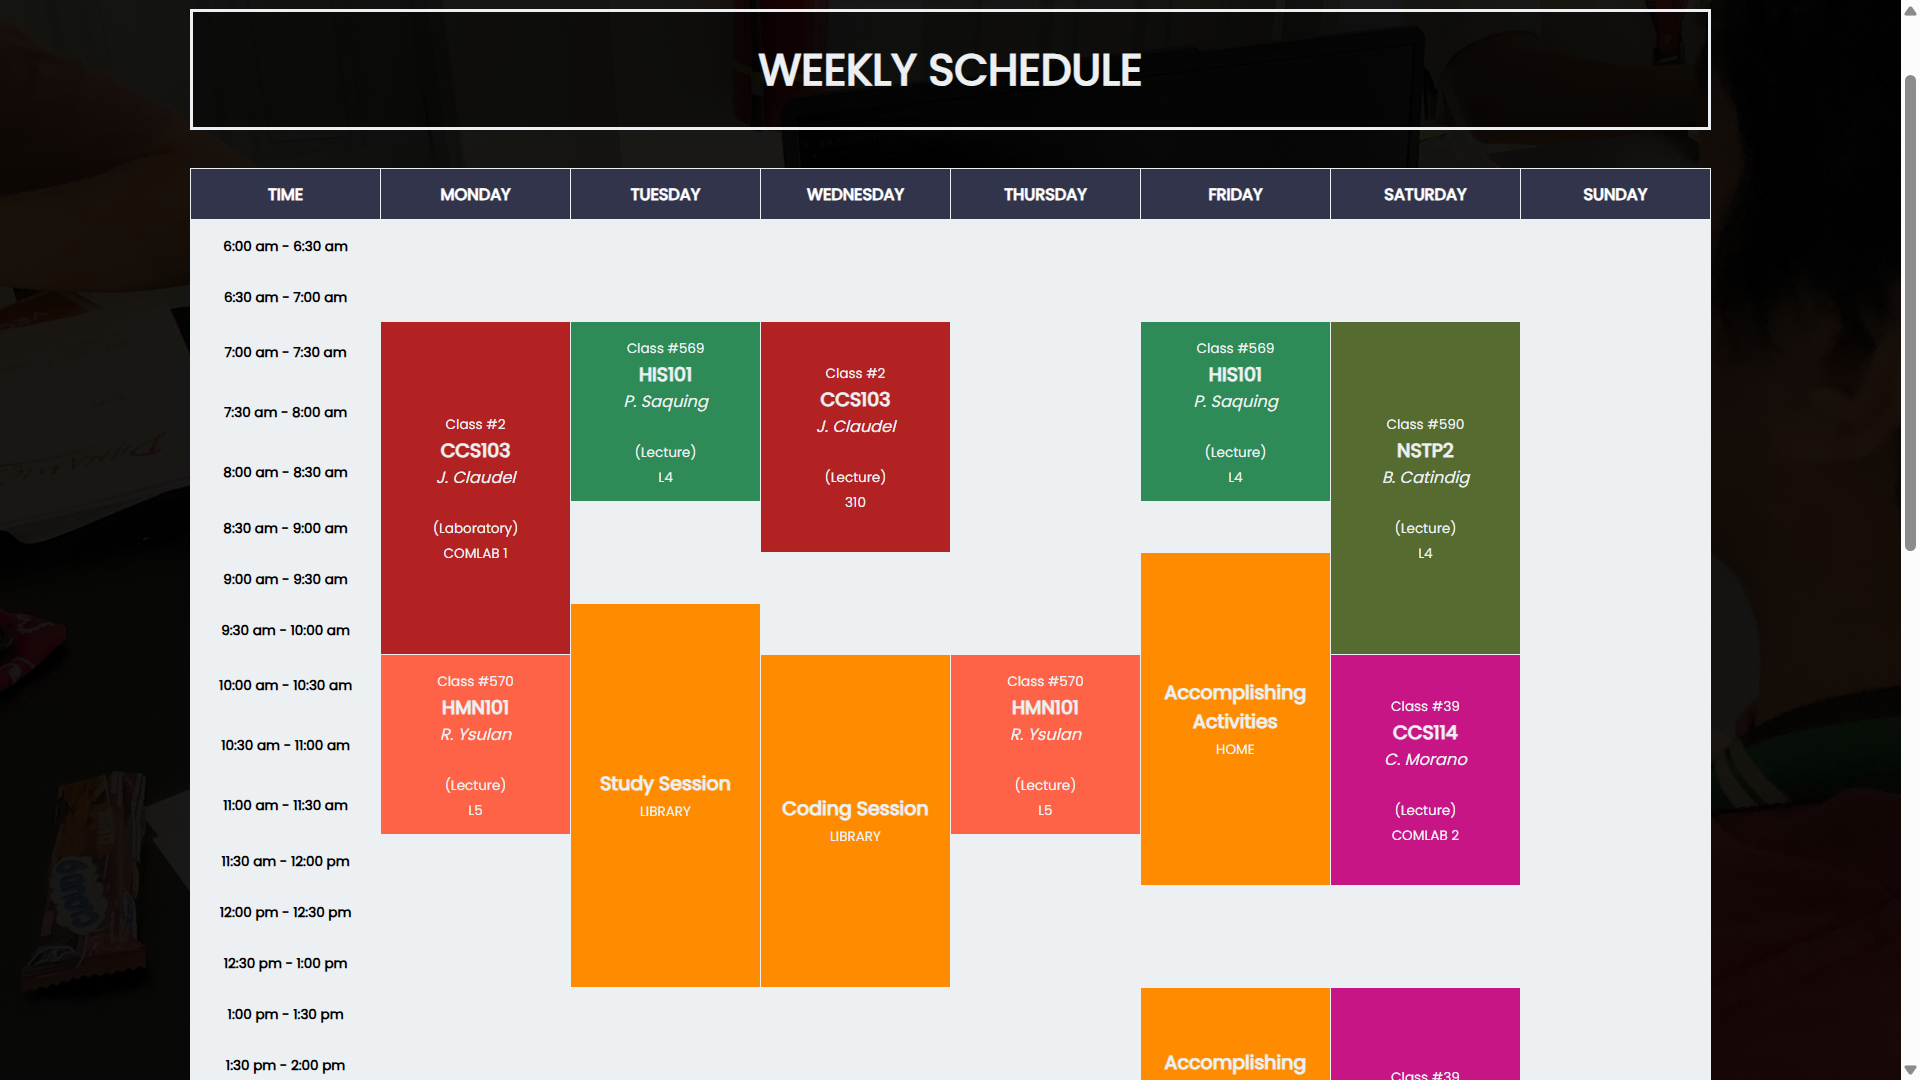 WEEKLY SCHEDULE
TIME MONDAY TUESDAY WEDNESDAY THURSDAY FRIDAY SATURDAY SUNDAY
6:00 am - 6:30 am
6:30 am - 7:00 am
7:00 am - 7:30 am
7:30 am - 8:00 am
8:00 am - 8:30 am
8:30 am - 9:00 am
9:00 am - 9:30 am
9:30 am - 10:00 am
10:00 am - 10:30 am
10:30 am - 11:00 am
11:00 am - 11:30 am
11:30 am - 12:00 pm
12:00 pm - 12:30 pm
12:30 pm - 1:00 pm
1:00 pm - 1:30 pm
1:30 pm - 2:00 pm
Class #2
CCS103
J. Claudel
(Laboratory)
COMLAB 1
Class #570
HMN101
R. Ysulan
(Lecture)
L5
Class #569
HIS101
P. Saquing
(Lecture)
L4
Study Session
LIBRARY
Class #2
CCS103
J. Claudel
(Lecture)
310
Coding Session
LIBRARY
Class #570
HMN101
R. Ysulan
(Lecture)
L5
Class #569
HIS101
P. Saquing
(Lecture)
L4
Accomplishing
Activities
HOME
Accomplishing
Class #590
NSTP2
B. Catindig
(Lecture)
L4
Class #39
CCS114
C. Morano
(Lecture)
COMLAB 2
Class #39